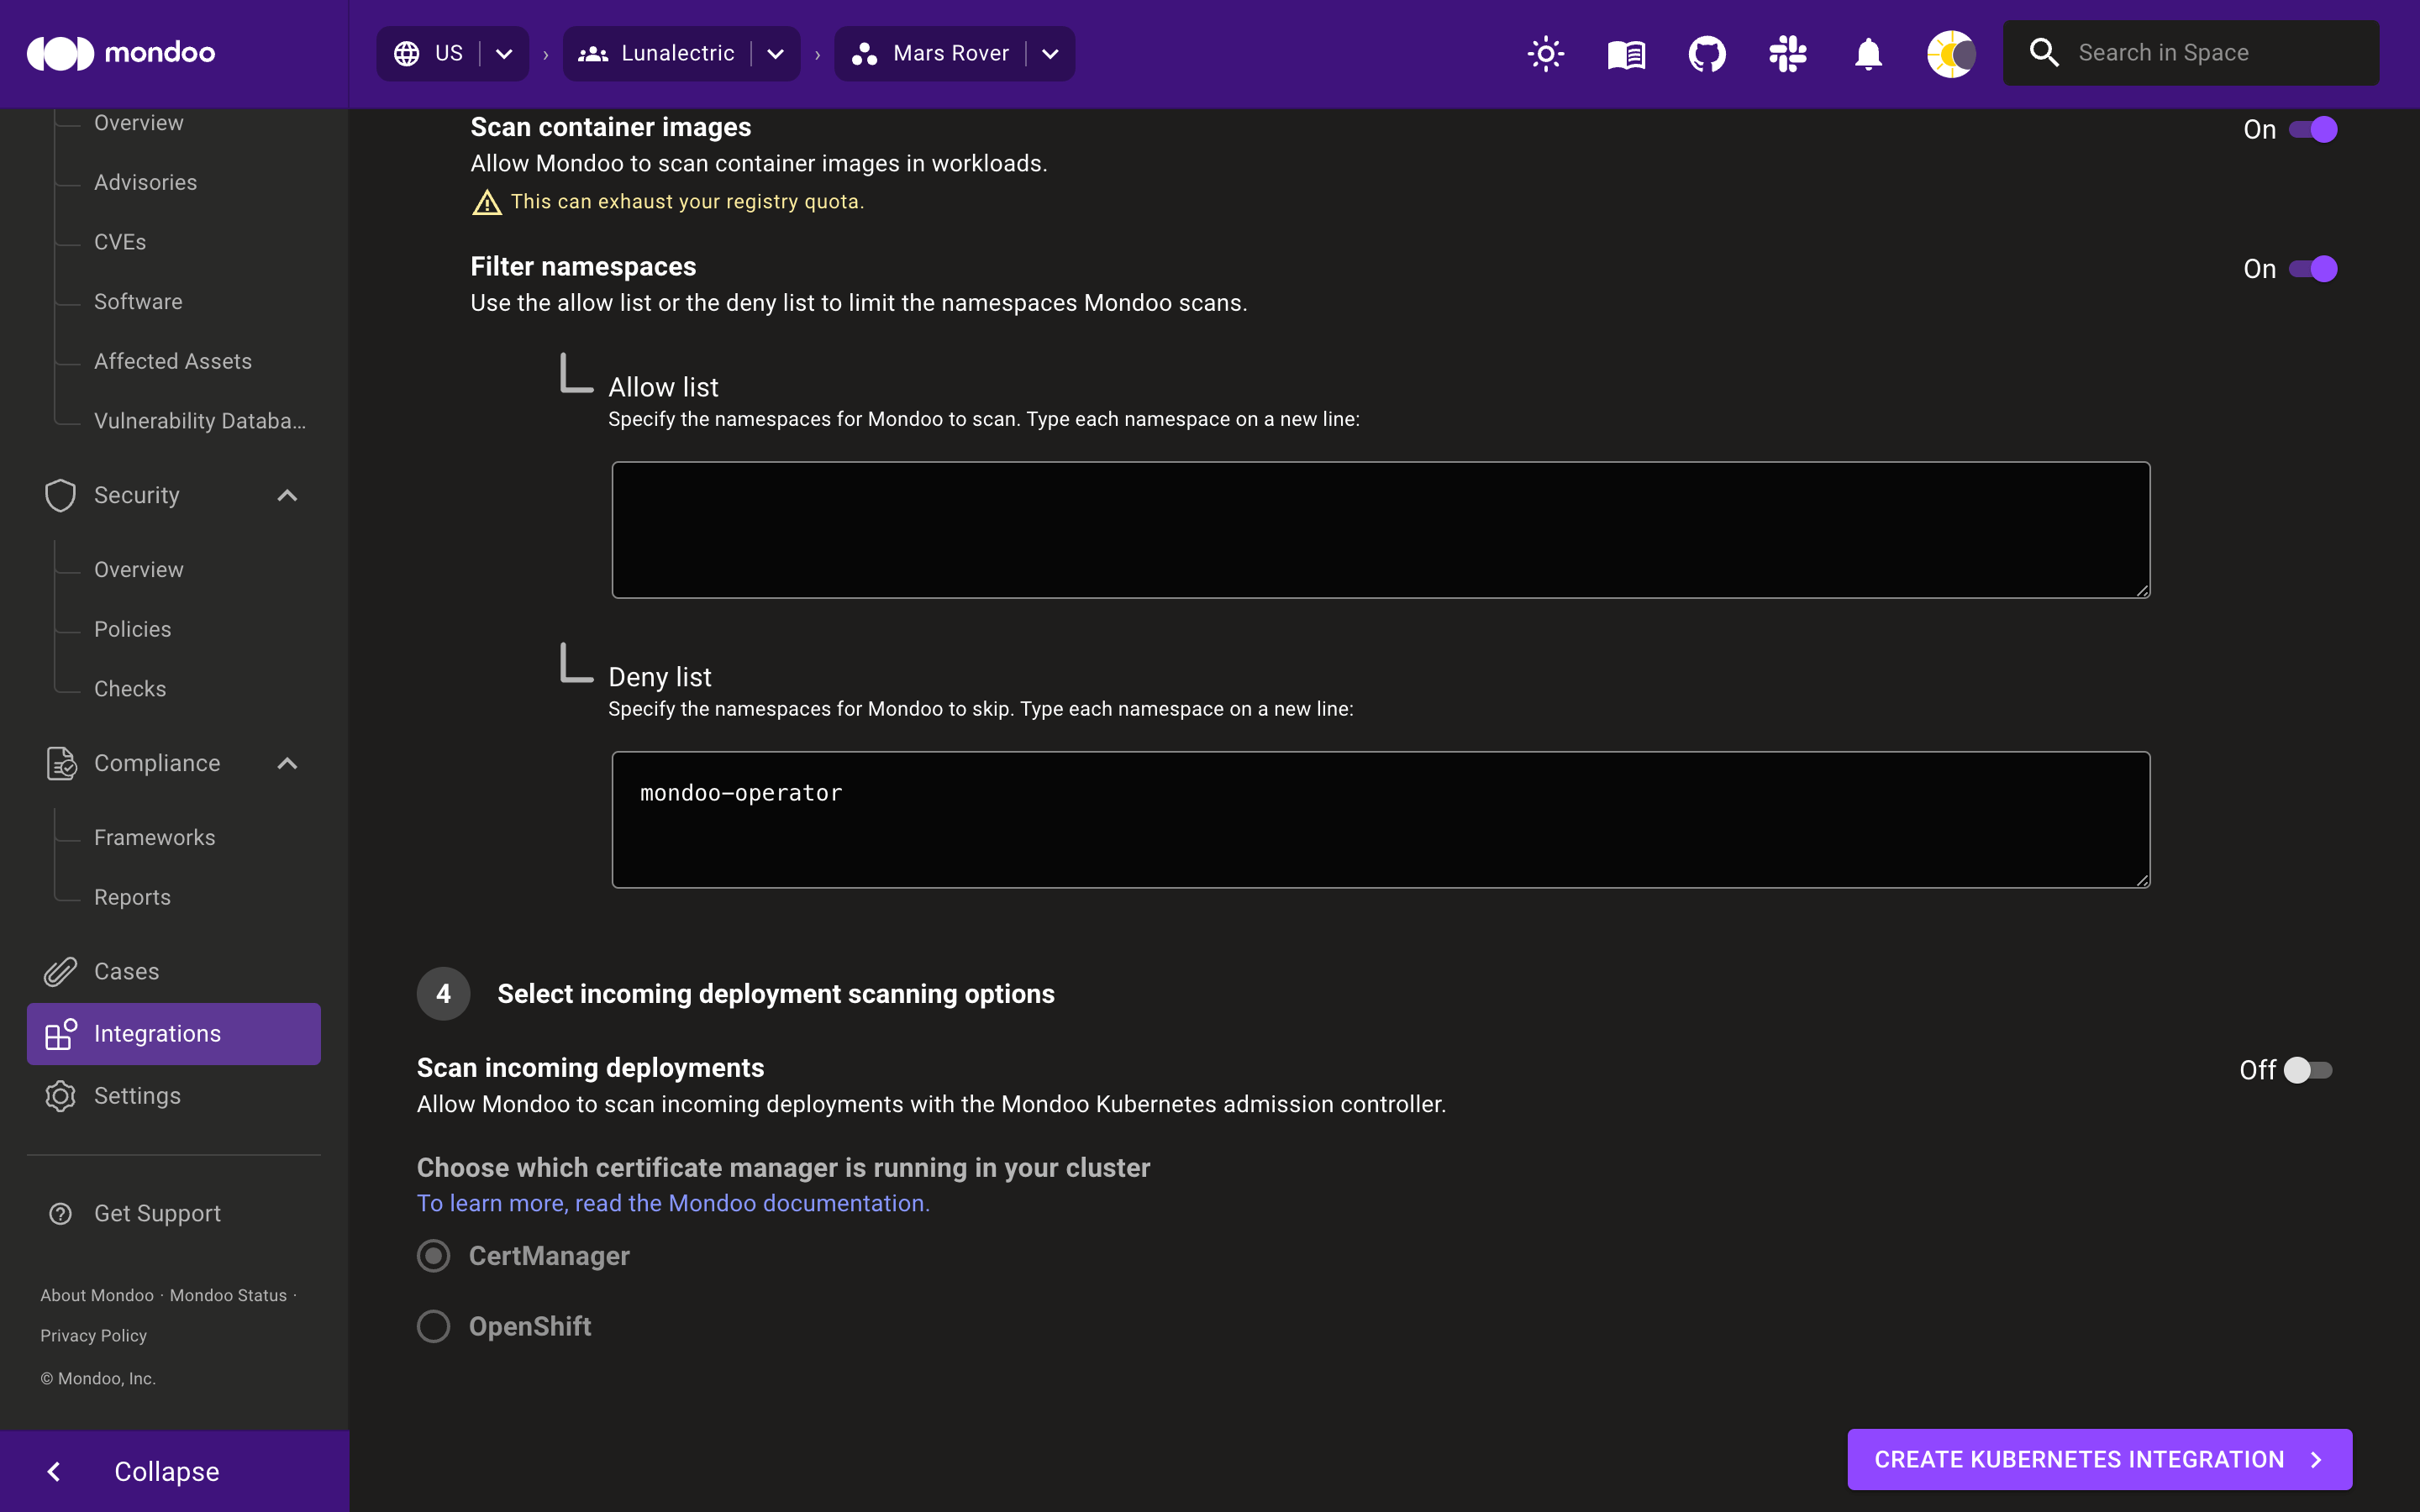 mondoo
US
Lunalectric
Mars Rover
Search in Space
Overview
Advisories
CVEs
Software
Affected Assets
Vulnerability Databa...
Security
Overview
Policies
Checks
Compliance
Frameworks
Reports
Cases
Integrations
Settings
Get Support
About Mondoo · Mondoo Status ·
Privacy Policy
© Mondoo, Inc.
Collapse
Scan container images
On
Allow Mondoo to scan container images in workloads.
This can exhaust your registry quota.
Filter namespaces
On
Use the allow list or the deny list to limit the namespaces Mondoo scans.
Allow list
Specify the namespaces for Mondoo to scan. Type each namespace on a new line:
Deny list
Specify the namespaces for Mondoo to skip. Type each namespace on a new line:
mondoo-operator
4 Select incoming deployment scanning options
Scan incoming deployments
Off
Allow Mondoo to scan incoming deployments with the Mondoo Kubernetes admission controller.
Choose which certificate manager is running in your cluster
To learn more, read the Mondoo documentation.
CertManager
OpenShift
CREATE KUBERNETES INTEGRATION